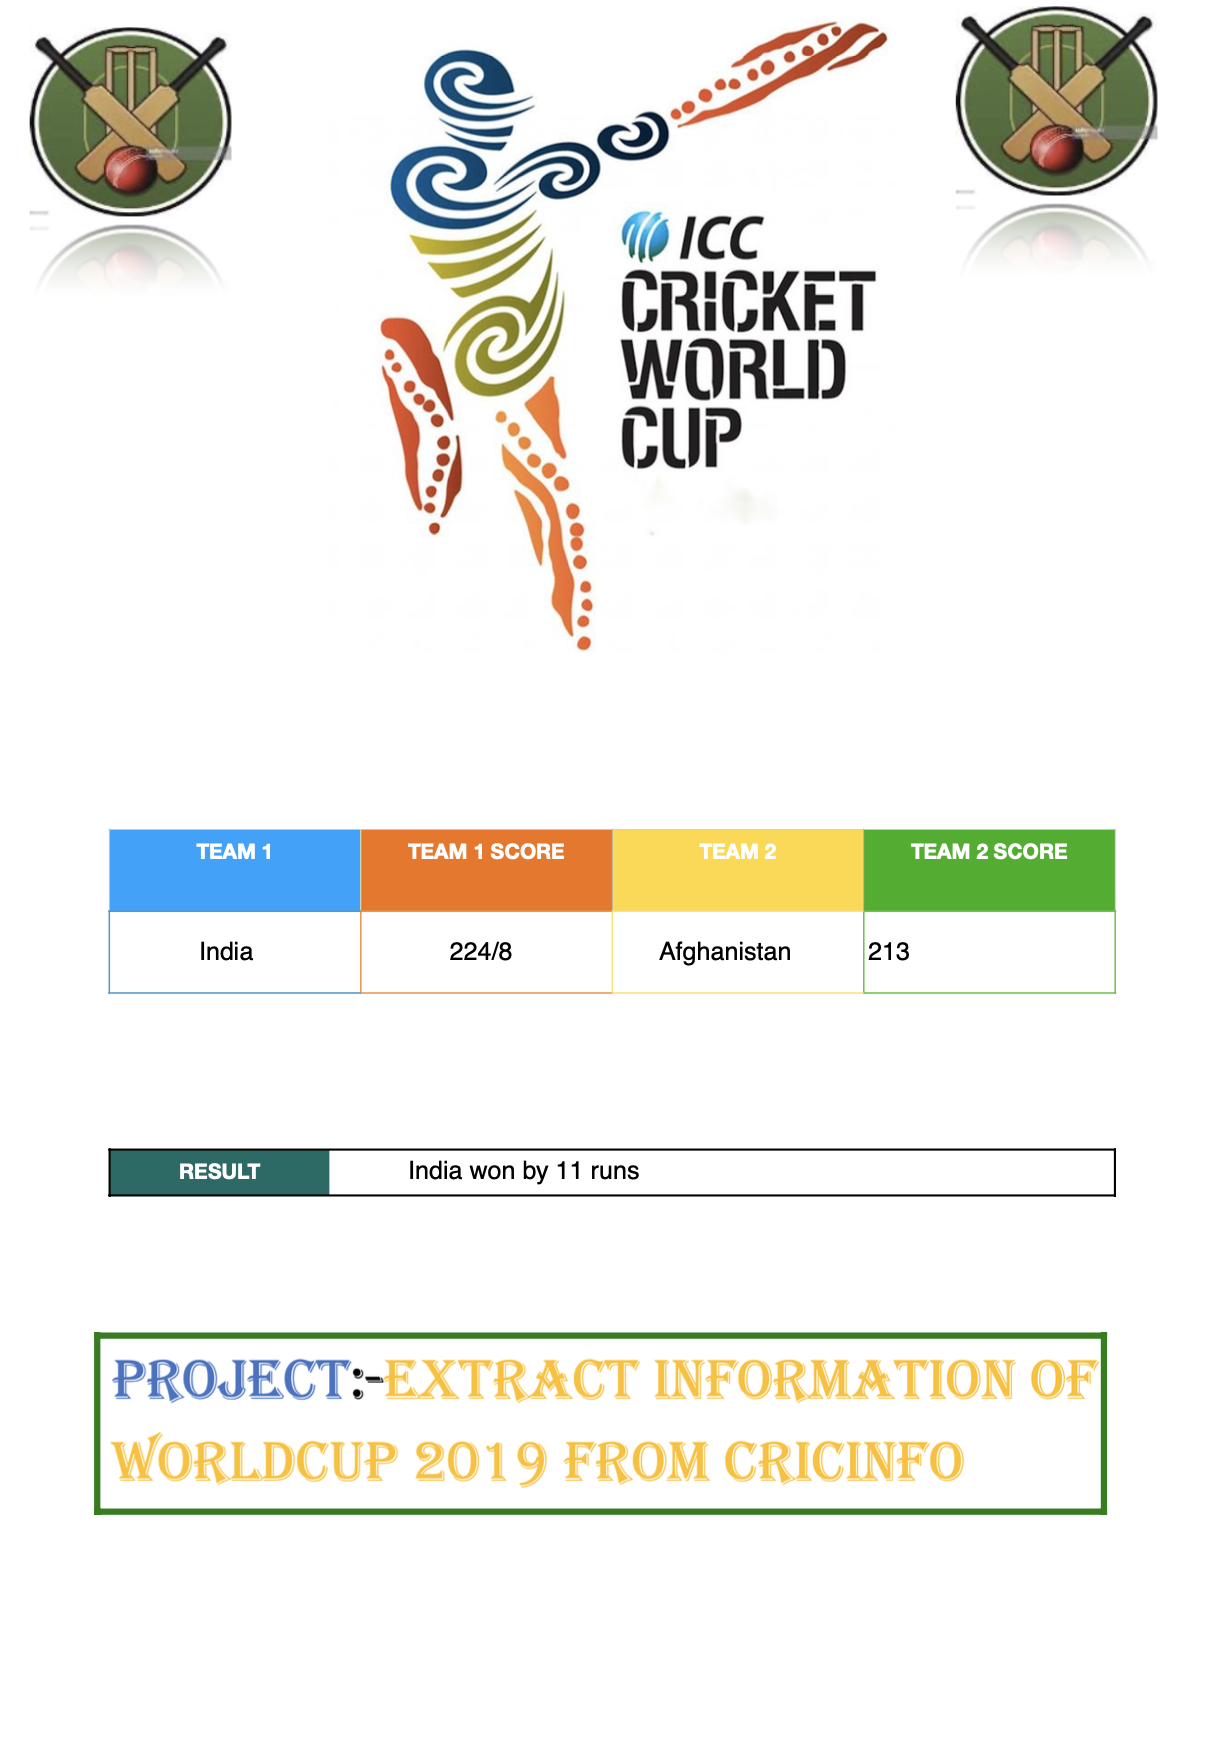 ICC
CRICKET
WORLD
CUP
TEAM 1 TEAM 1 SCORE TEAM 2 TEAM 2 SCORE
India 224/8 Afghanistan 213
RESULT India won by 11 runs
PROJECT:-EXTRACT INFORMATION OF
WORLDCUP 2019 FROM CRICINFO